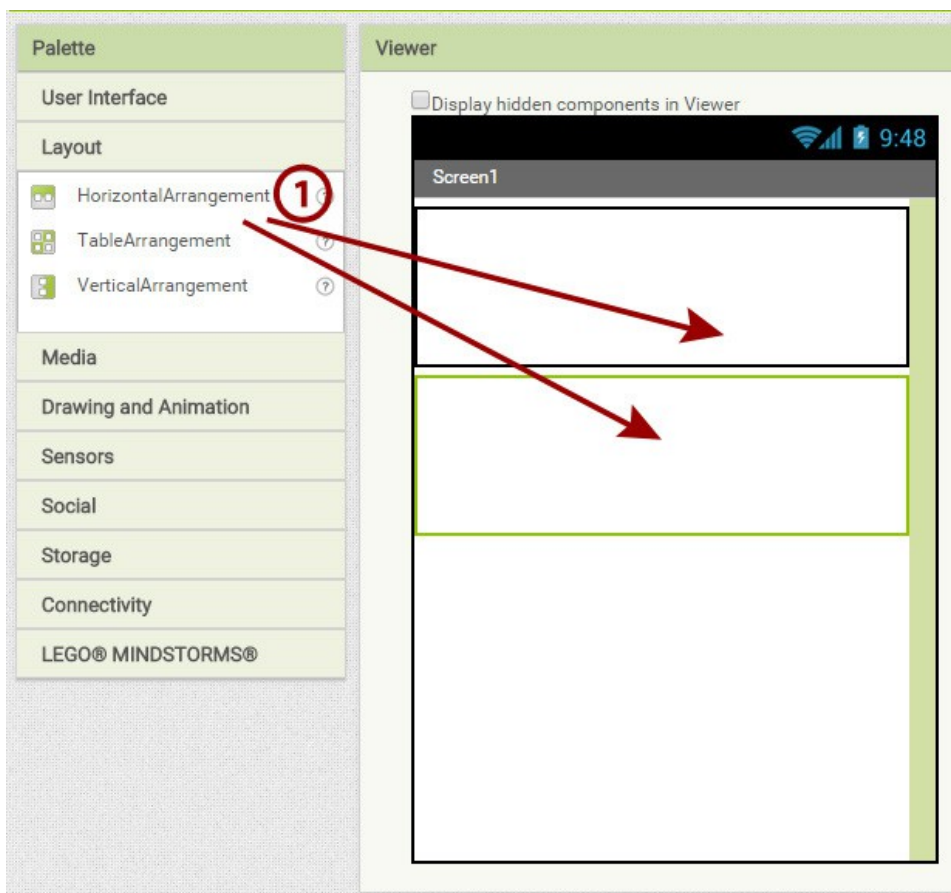 Palette
User Interface
Layout
HorizontalArrangement
1
?
TableArrangement
?
VerticalArrangement
?
Media
Drawing and Animation
Sensors
Social
Storage
Connectivity
LEGO® MINDSTORMS®
Viewer
Display hidden components in Viewer
9:48
Screen1